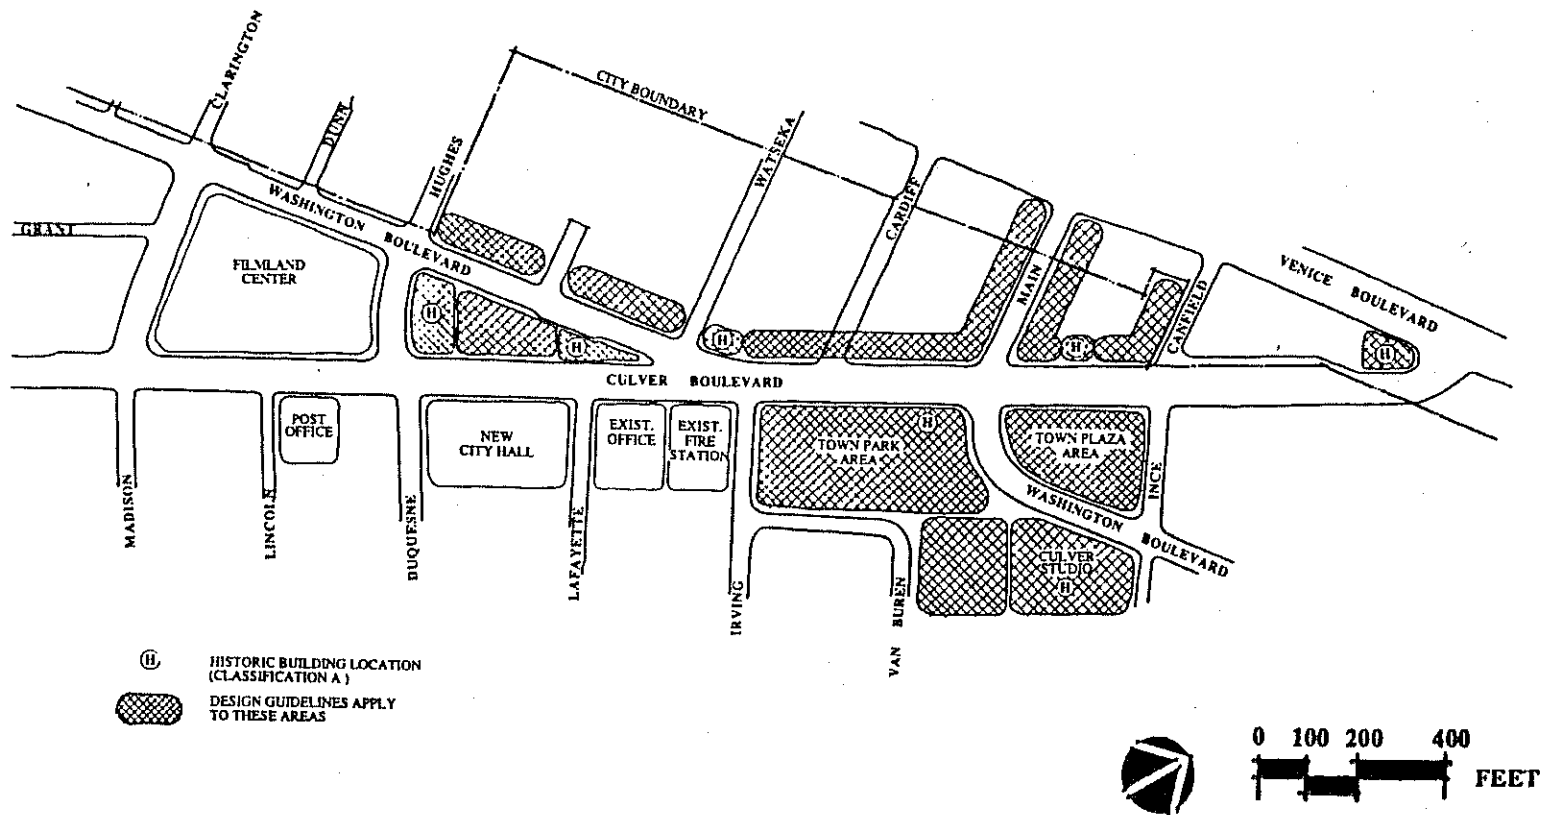 CLARINGTON
DUNN
HUGHES
CITY BOUNDARY
WATSEKA
CARDIFF
MAIN
CANFIELD
VENICE BOULEVARD
GRANT
WASHINGTON BOULEVARD
FILMLAND
CENTER
H
H
H
H
H
CULVER BOULEVARD
POST
OFFICE
NEW
CITY HALL
EXIST.
OFFICE
EXIST.
FIRE
STATION
H
TOWN PARK
AREA
TOWN PLAZA
AREA
INCE
WASHINGTON BOULEVARD
CULVER
STUDIO
H
MADISON
LINCOLN
DUQUESNE
LAFAYETTE
IRVING
VAN BUREN
H HISTORIC BUILDING LOCATION
(CLASSIFICATION A )
DESIGN GUIDELINES APPLY
TO THESE AREAS
0 100 200 400
FEET